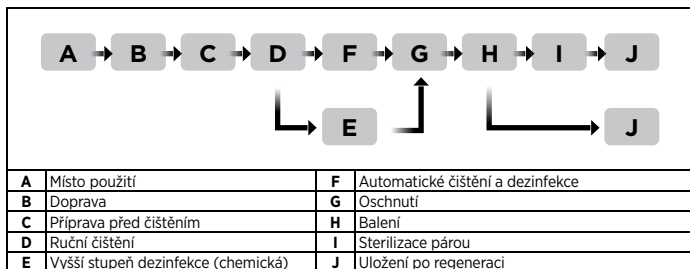 A B C D F G H I J
E J
A Místo použití F Automatické čištění a dezinfekce
B Doprava G Oschnutí
C Příprava před čištěním H Balení
D Ruční čištění I Sterilizace párou
E Vyšší stupeň dezinfekce (chemická) J Uložení po regeneraci